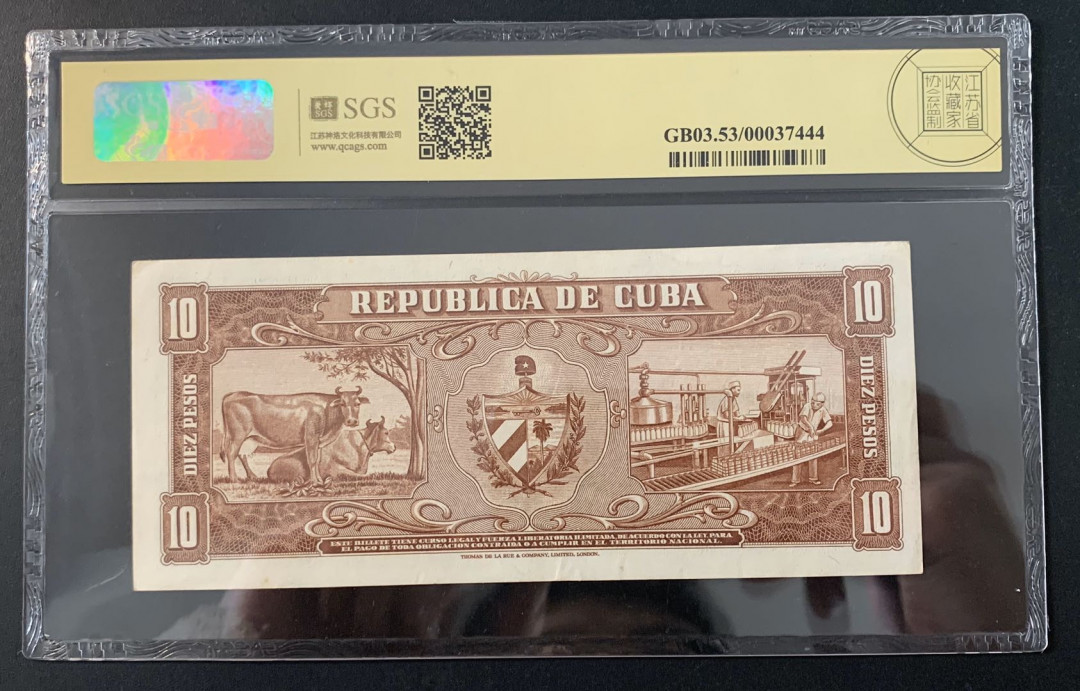 SGS
江苏神洛文化科技有限公司
www.qcags.com
GB03.53/00037444
江苏省
收藏家
协会制
REPUBLICA DE CUBA
10
10
DIEZ PESOS
DIEZ PESOS
10
10
ESTE BILLETE TIENE CURSO LEGAL Y FUERZA LIBERATORIA ILIMITADA, DE ACUERDO CON LA LEY, PARA
EL PAGO DE TODA OBLIGACION CONTRAIDA O A CUMPLIR EN EL TERRITORIO NACIONAL.
THOMAS DE LA RUE & COMPANY, LIMITED, LONDON.